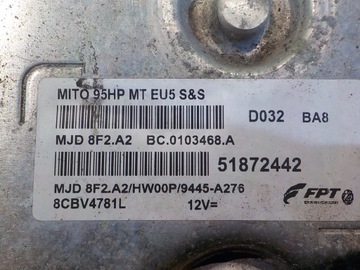 MITO 95HP MT EU5 S&S
D032 BA8
MJD 8F2.A2 BC.0103468.A
51872442
MJD 8F2.A2/HW00P/9445-A276
8CBV4781L 12V=
FPT